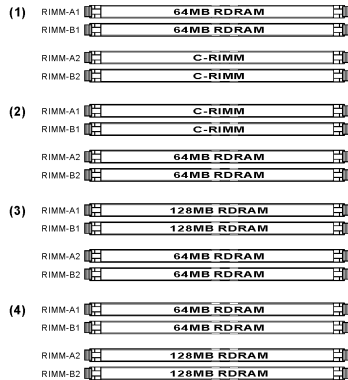 (1) RIMM-A1 64MB RDRAM
RIMM-B1 64MB RDRAM
RIMM-A2 C-RIMM
RIMM-B2 C-RIMM
(2) RIMM-A1 C-RIMM
RIMM-B1 C-RIMM
RIMM-A2 64MB RDRAM
RIMM-B2 64MB RDRAM
(3) RIMM-A1 128MB RDRAM
RIMM-B1 128MB RDRAM
RIMM-A2 64MB RDRAM
RIMM-B2 64MB RDRAM
(4) RIMM-A1 64MB RDRAM
RIMM-B1 64MB RDRAM
RIMM-A2 128MB RDRAM
RIMM-B2 128MB RDRAM